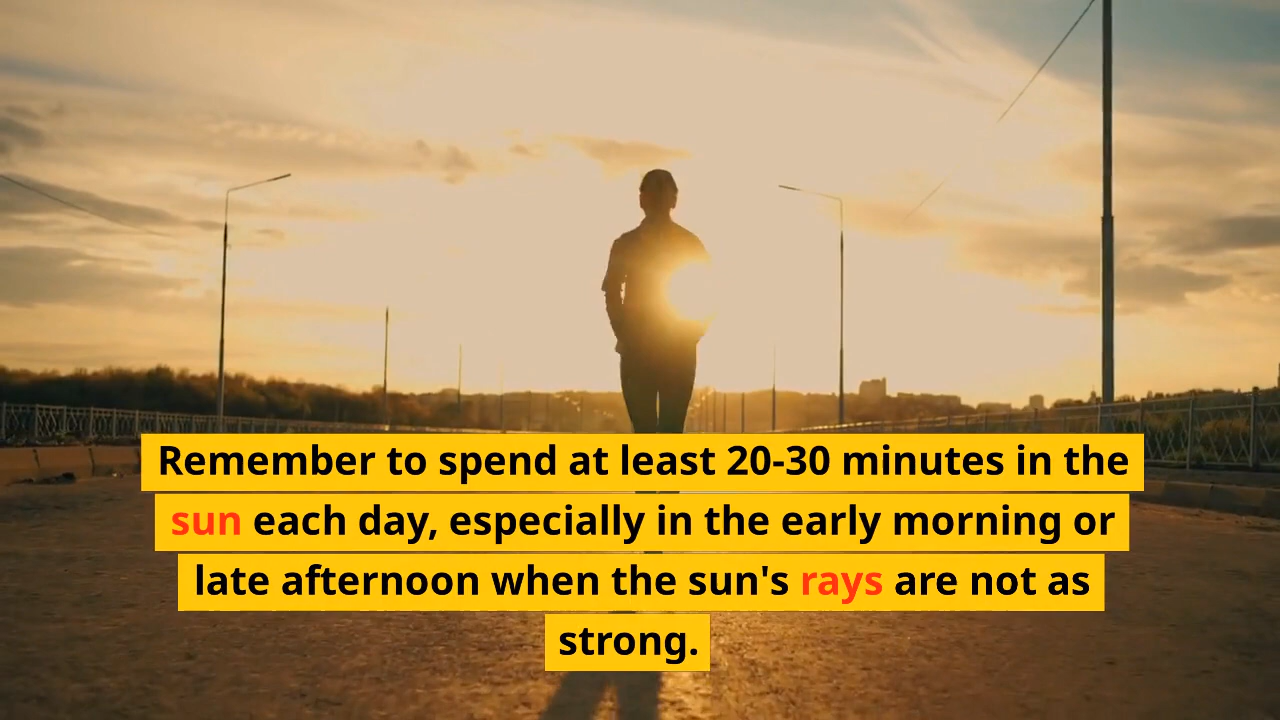 Remember to spend at least 20-30 minutes in the
sun each day, especially in the early morning or
late afternoon when the sun's rays are not as
strong.